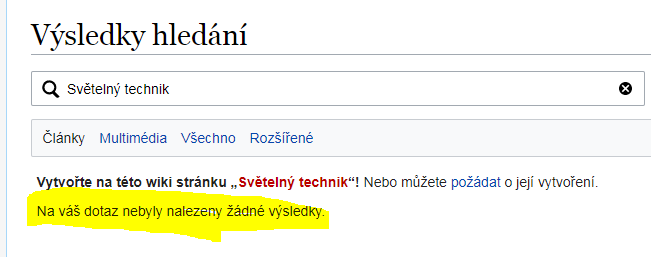 Výsledky hledání
Světelný technik
Články Multimédia Všechno Rozšířené
Vytvořte na této wiki stránku „Světelný technik“! Nebo můžete požádat o její vytvoření.
Na váš dotaz nebyly nalezeny žádné výsledky.